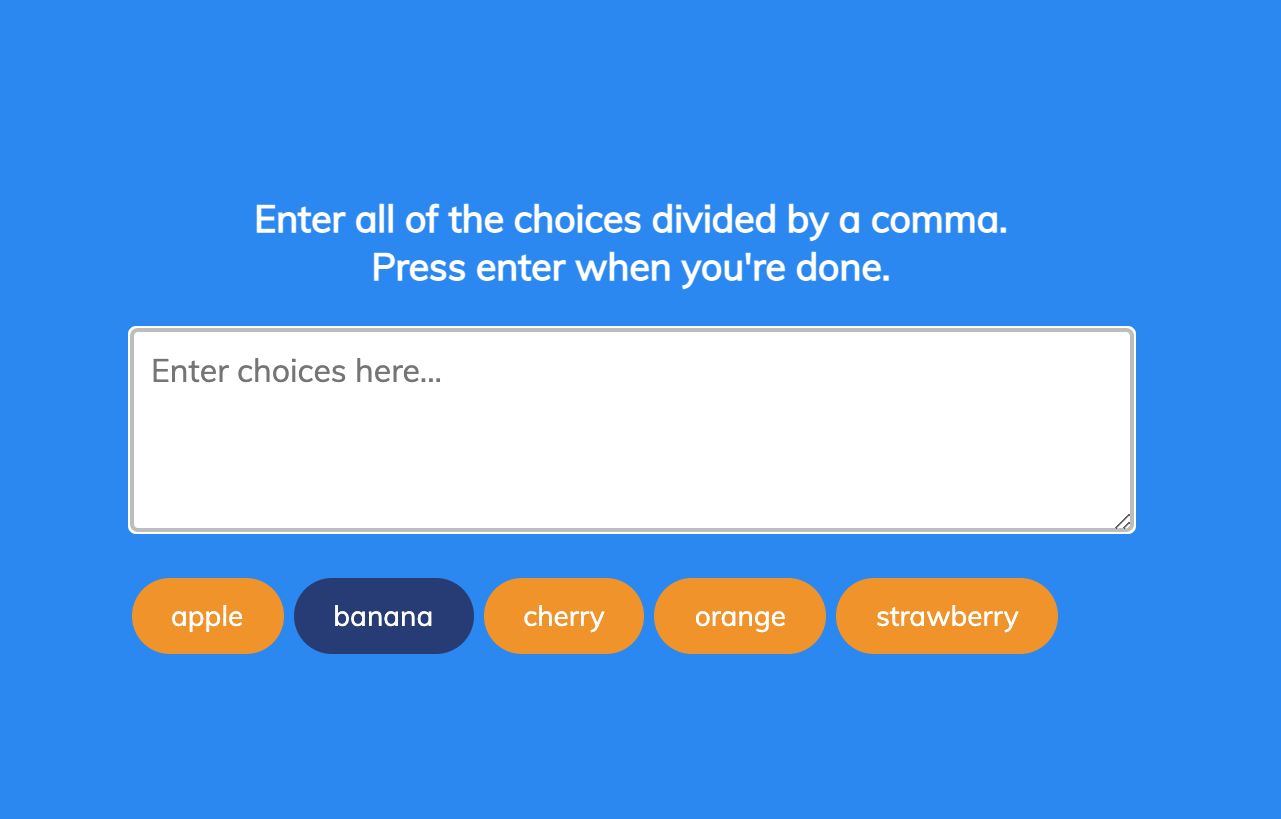 Enter all of the choices divided by a comma.
Press enter when you're done.
Enter choices here...
apple banana cherry orange strawberry